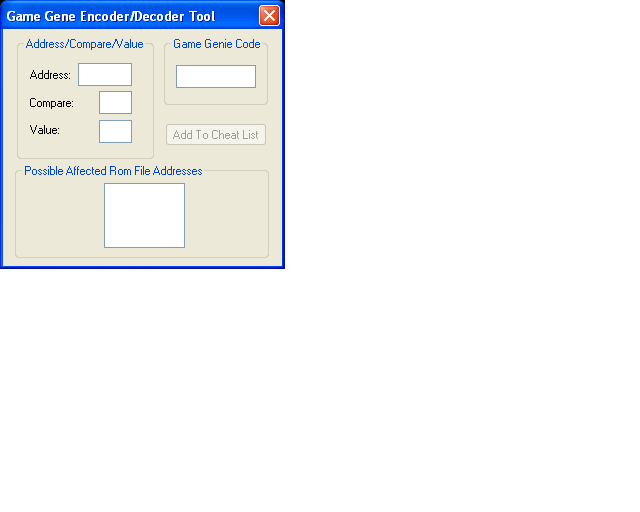 Game Gene Encoder/Decoder Tool
Address/Compare/Value
Game Genie Code
Address:
Compare:
Value:
Add To Cheat List
Possible Affected Rom File Addresses